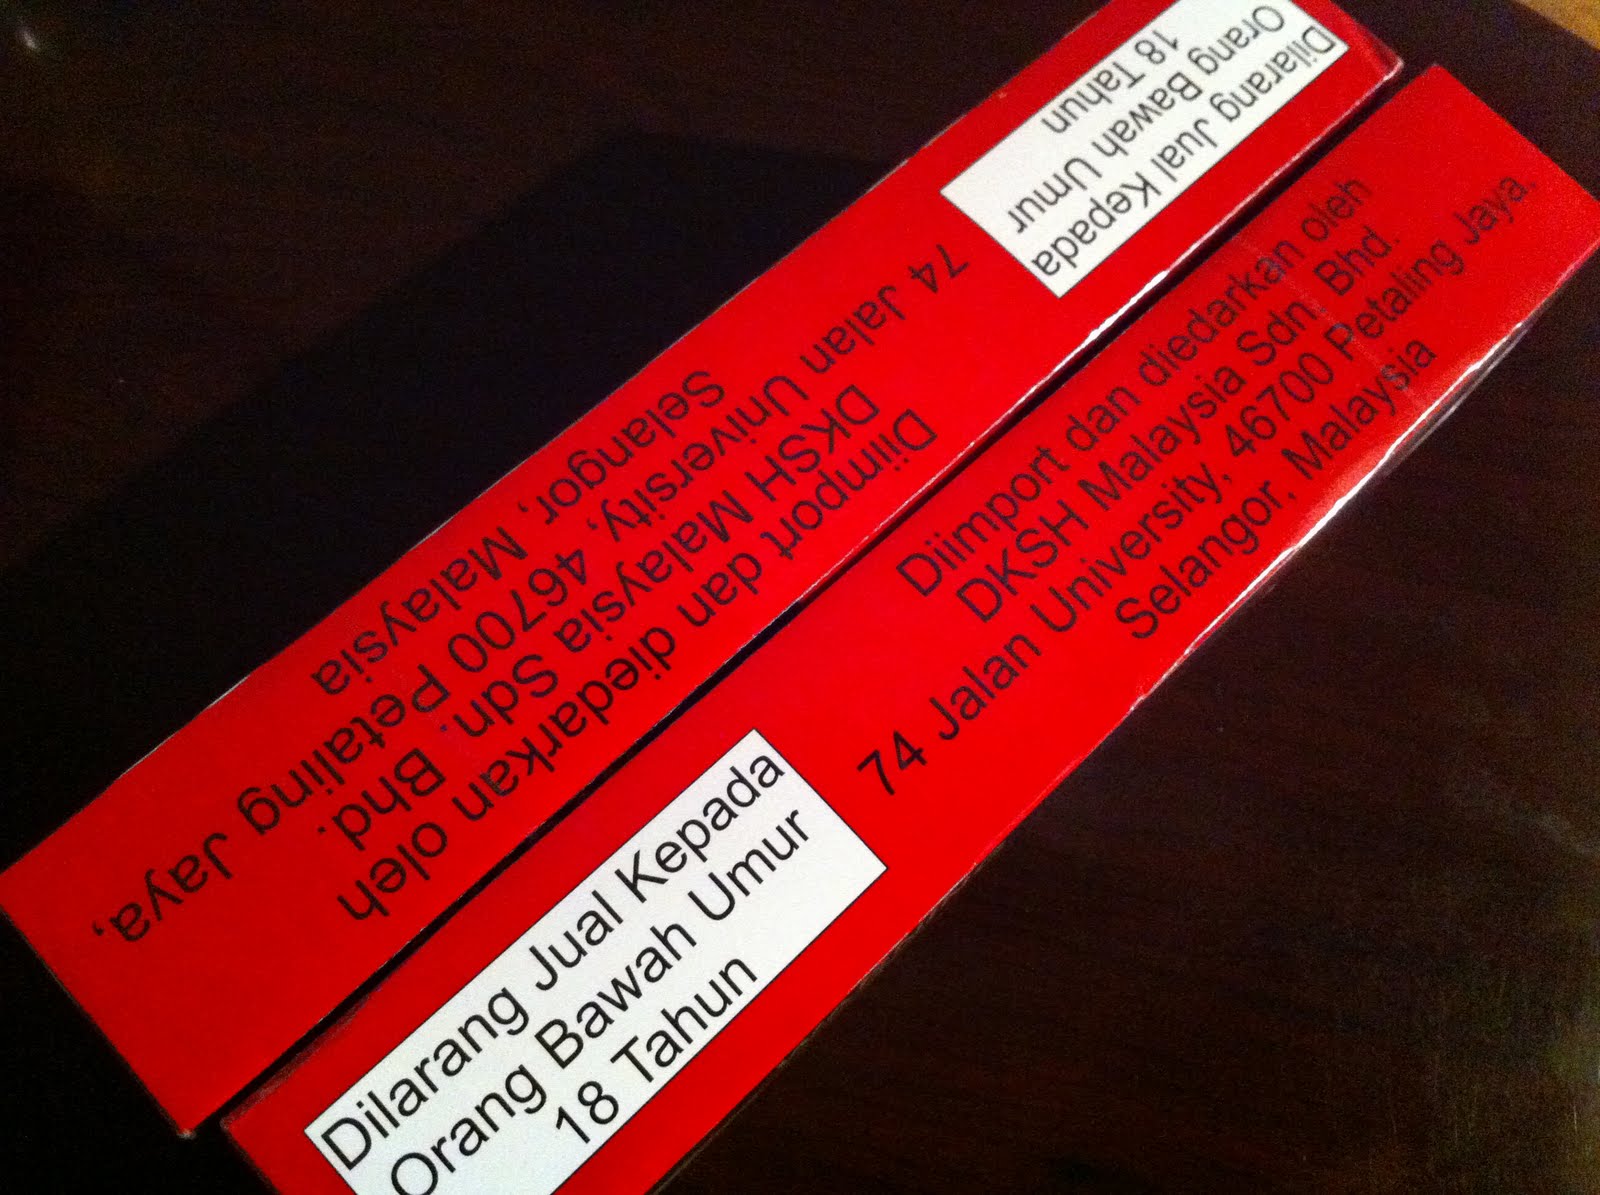 Dilarang Jual Kepada
Orang Bawah Umur
18 Tahun
Diimport dan diedarkan oleh
DKSH Malaysia Sdn. Bhd.
74 Jalan University, 46700 Petaling Jaya,
Selangor, Malaysia
Dilarang Jual Kepada
Orang Bawah Umur
18 Tahun
Diimport dan diedarkan oleh
DKSH Malaysia Sdn. Bhd.
74 Jalan University, 46700 Petaling Jaya,
Selangor, Malaysia